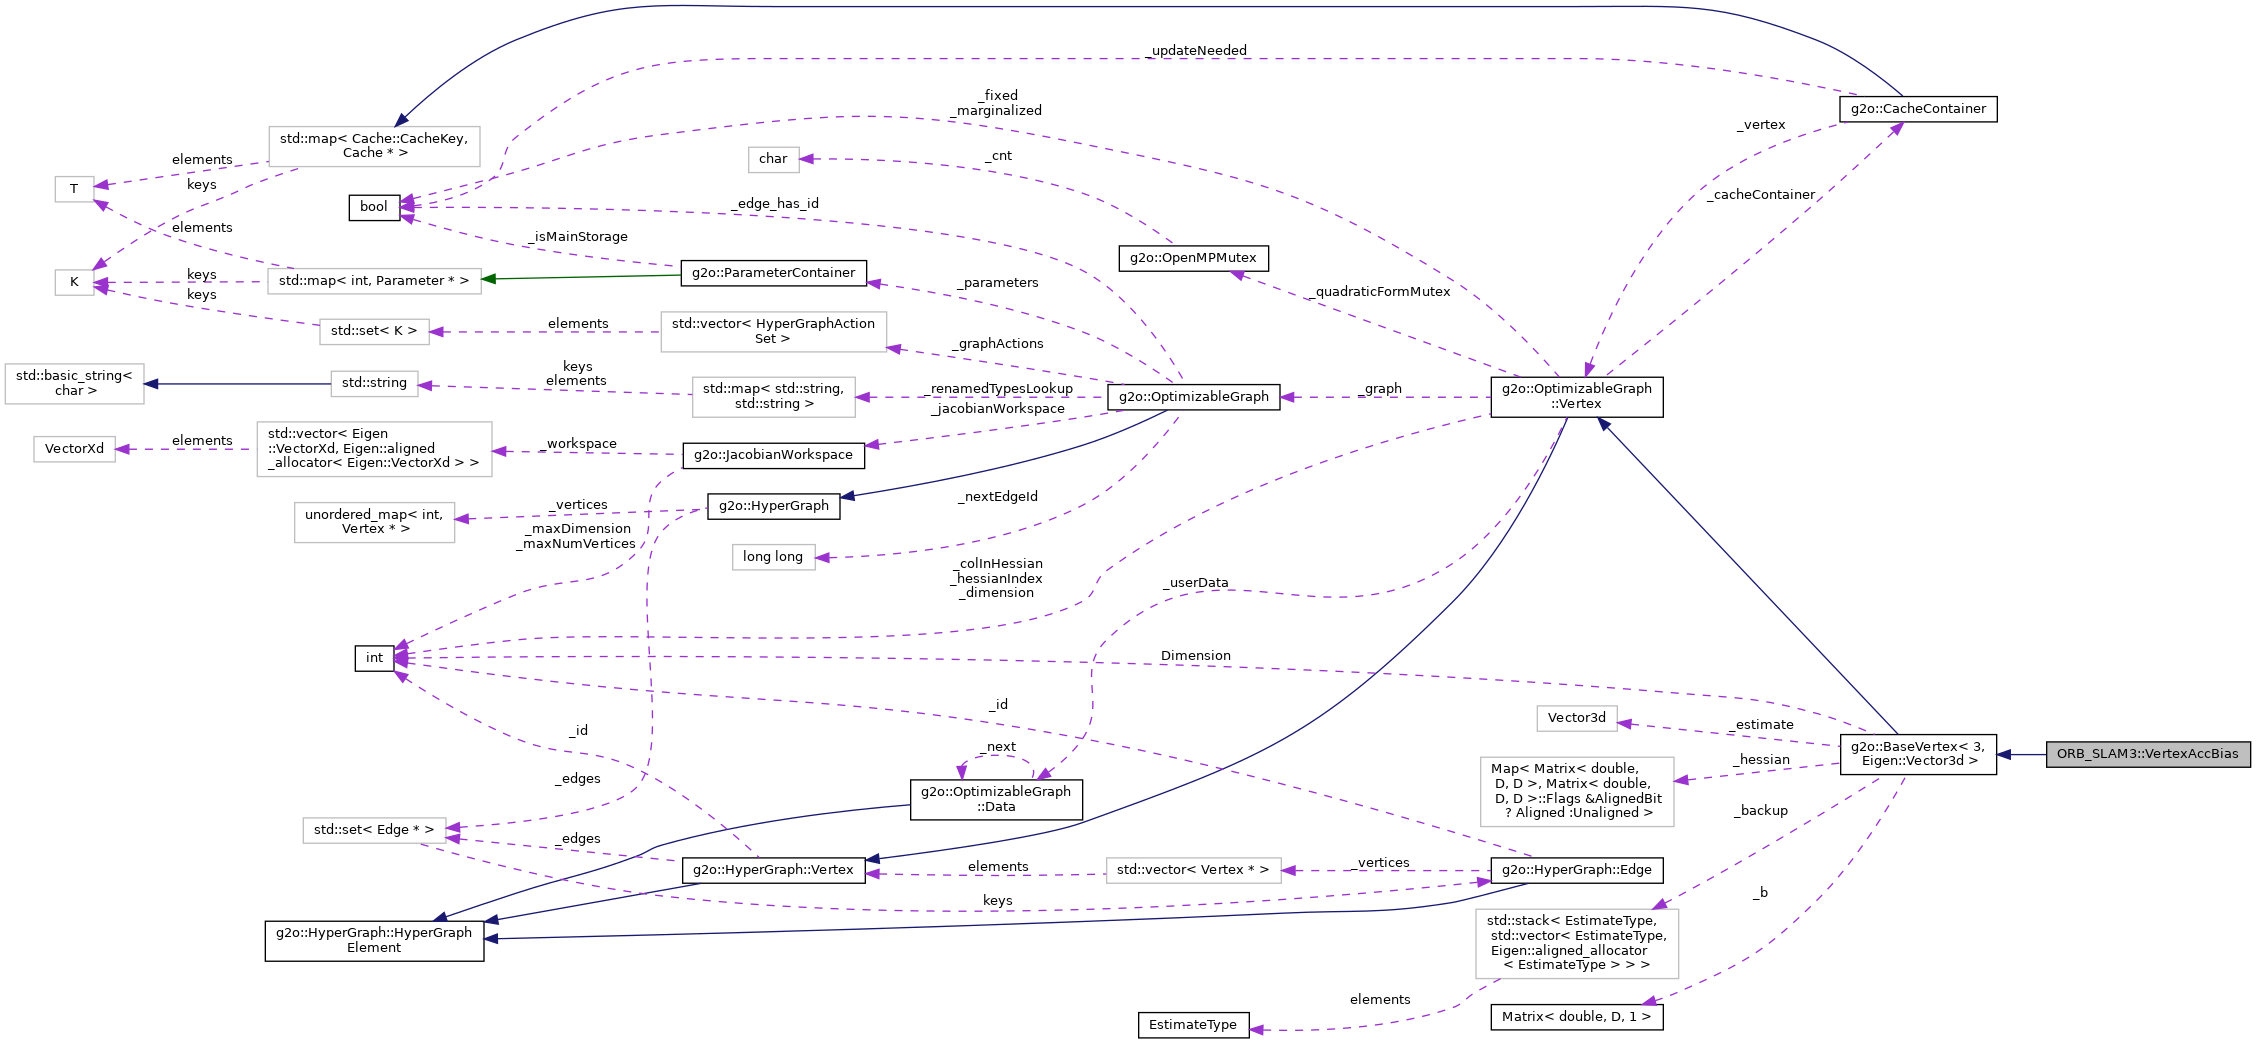 _updateNeeded
_fixed
_marginalized
g2o::CacheContainer
_vertex
std::map< Cache::CacheKey,
Cache * >
char
_cnt
elements
T
keys
_cacheContainer
bool
_edge_has_id
elements
_isMainStorage
g2o::OpenMPMutex
K
keys
keys
std::map< int, Parameter * >
g2o::ParameterContainer
_parameters
_quadraticFormMutex
std::set< K >
elements
std::vector< HyperGraphAction
Set >
_graphActions
std::basic_string<
char >
std::string
keys
elements
std::map< std::string,
std::string >
_renamedTypesLookup
g2o::OptimizableGraph
_graph
g2o::OptimizableGraph
::Vertex
_jacobianWorkspace
VectorXd
elements
std::vector< Eigen
::VectorXd, Eigen::aligned
_allocator< Eigen::VectorXd > >
_workspace
g2o::JacobianWorkspace
unordered_map< int,
Vertex * >
_vertices
g2o::HyperGraph
_nextEdgeId
_maxDimension
_maxNumVertices
long long
_colInHessian
_hessianIndex
_dimension
_userData
int
Dimension
_id
_id
Vector3d
_estimate
g2o::BaseVertex< 3,
Eigen::Vector3d >
ORB_SLAM3::VertexAccBias
_next
_edges
g2o::OptimizableGraph
::Data
Map< Matrix< double,
D, D >, Matrix< double,
D, D >::Flags &AlignedBit
? Aligned :Unaligned >
_hessian
_backup
std::set< Edge * >
_edges
g2o::HyperGraph::Vertex
elements
std::vector< Vertex * >
_vertices
g2o::HyperGraph::Edge
keys
_b
g2o::HyperGraph::HyperGraph
Element
std::stack< EstimateType,
std::vector< EstimateType,
Eigen::aligned_allocator
< EstimateType > > >
elements
EstimateType
Matrix< double, D, 1 >